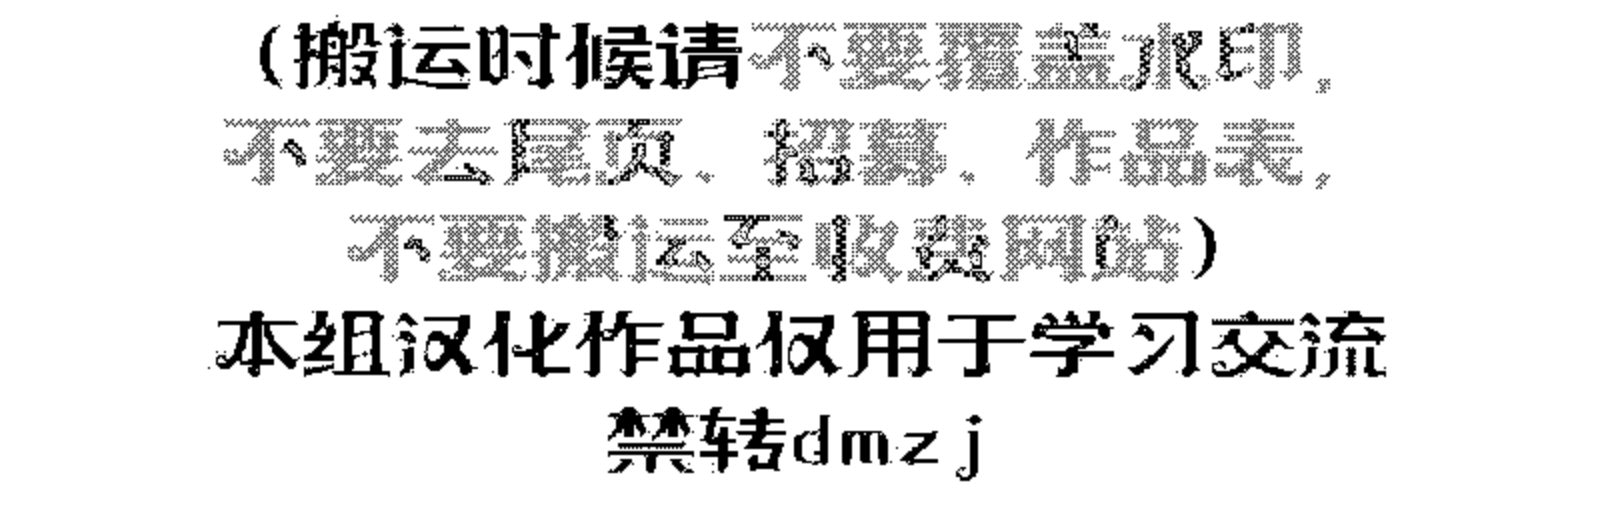 (搬运时候请不要覆盖水印,
不要去尾页、招募、作品表,
不要搬运至收费网站)
本组汉化作品仅用于学习交流
禁转dmzj